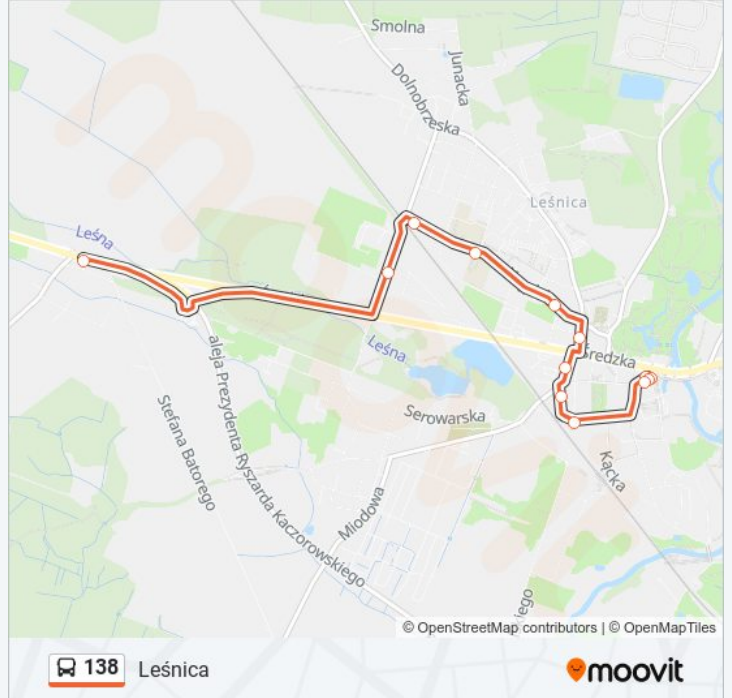 Smolna
Junacka
Dolnobrzeska
Leśnica
Leśna
Leśna
Średzka
aleja Prezydenta Ryszarda Kaczorowskiego
Stefana Batorego
Serowarska
Miodowa
Kącka
© OpenStreetMap contributors | © OpenMapTiles
138 Leśnica
moovit